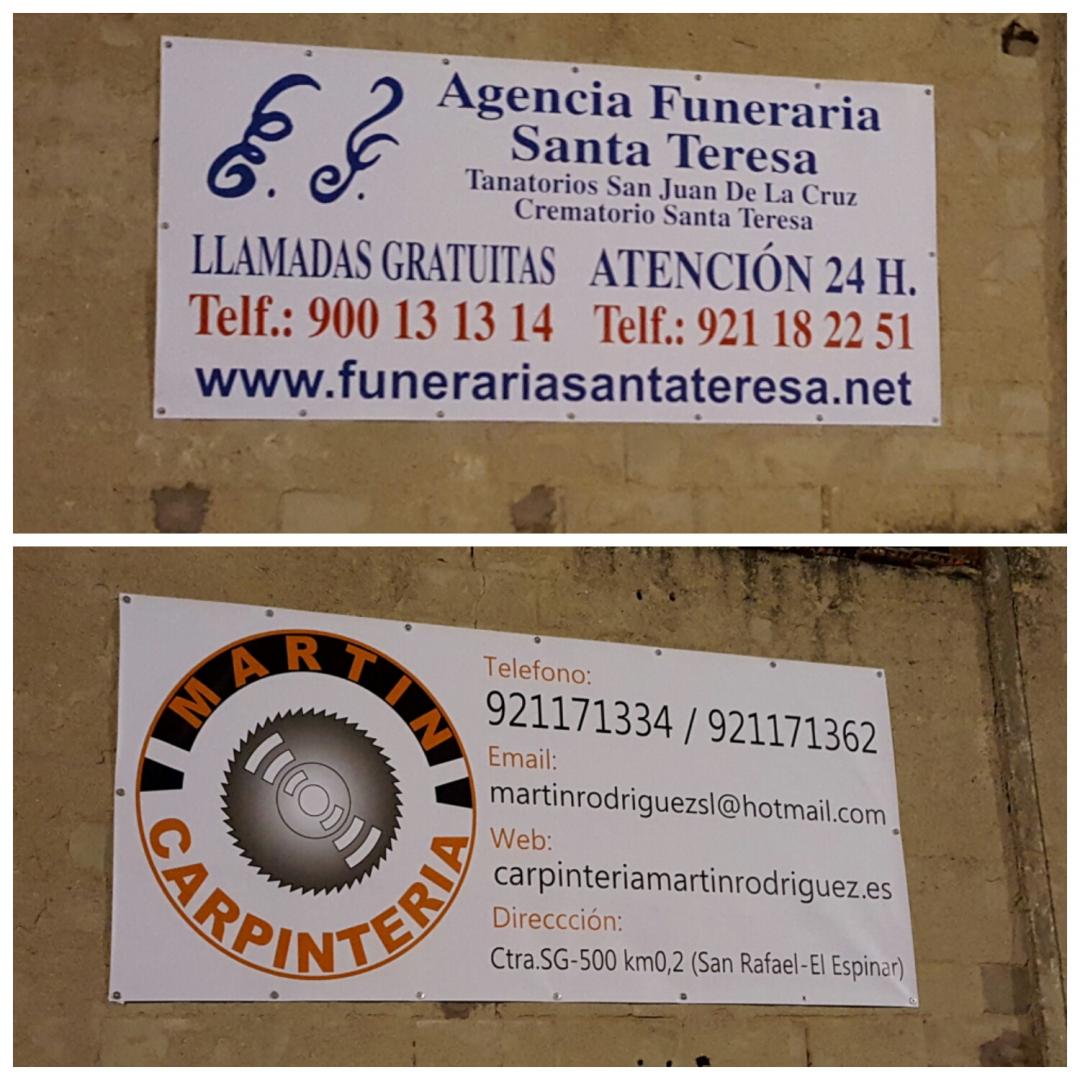 Agencia Funeraria
Santa Teresa
Tanatorios San Juan De La Cruz
Crematorio Santa Teresa
LLAMADAS GRATUITAS ATENCIÓN 24 H.
Telf.: 900 13 13 14 Telf.: 921 18 22 51
www.funerariasantateresa.net
MARTIN
CARPINTERIA
Telefono:
921171334 / 921171362
Email:
martinrodriguezsl@hotmail.com
Web:
carpinteriamartinrodriguez.es
Direccción:
Ctra.SG-500 km0,2 (San Rafael-El Espinar)